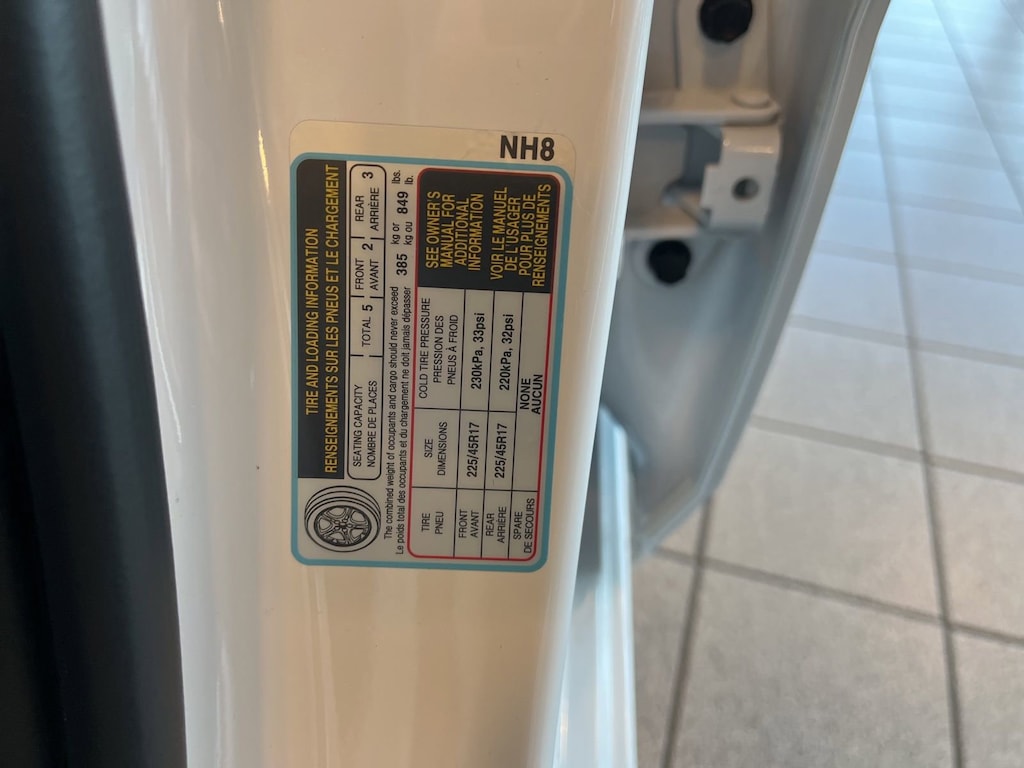 NH8
TIRE AND LOADING INFORMATION
RENSEIGNEMENTS SUR LES PNEUS ET LE CHARGEMENT
SEATING CAPACITY
NOMBRE DE PLACES
TOTAL 5
FRONT
AVANT
2
REAR
ARRIÈRE
3
The combined weight of occupants and cargo should never exceed
Le poids total des occupants et du chargement ne doit jamais dépasser
385
kg or
kg ou
849
lbs.
lb.
TIRE
PNEU
SIZE
DIMENSIONS
COLD TIRE PRESSURE
PRESSION DES
PNEUS À FROID
SEE OWNER'S
MANUAL FOR
ADDITIONAL
INFORMATION
VOIR LE MANUEL
DE L'USAGER
POUR PLUS DE
RENSEIGNEMENTS
FRONT
AVANT
225/45R17
230kPa, 33psi
REAR
ARRIÈRE
225/45R17
220kPa, 32psi
SPARE
DE SECOURS
NONE
AUCUN